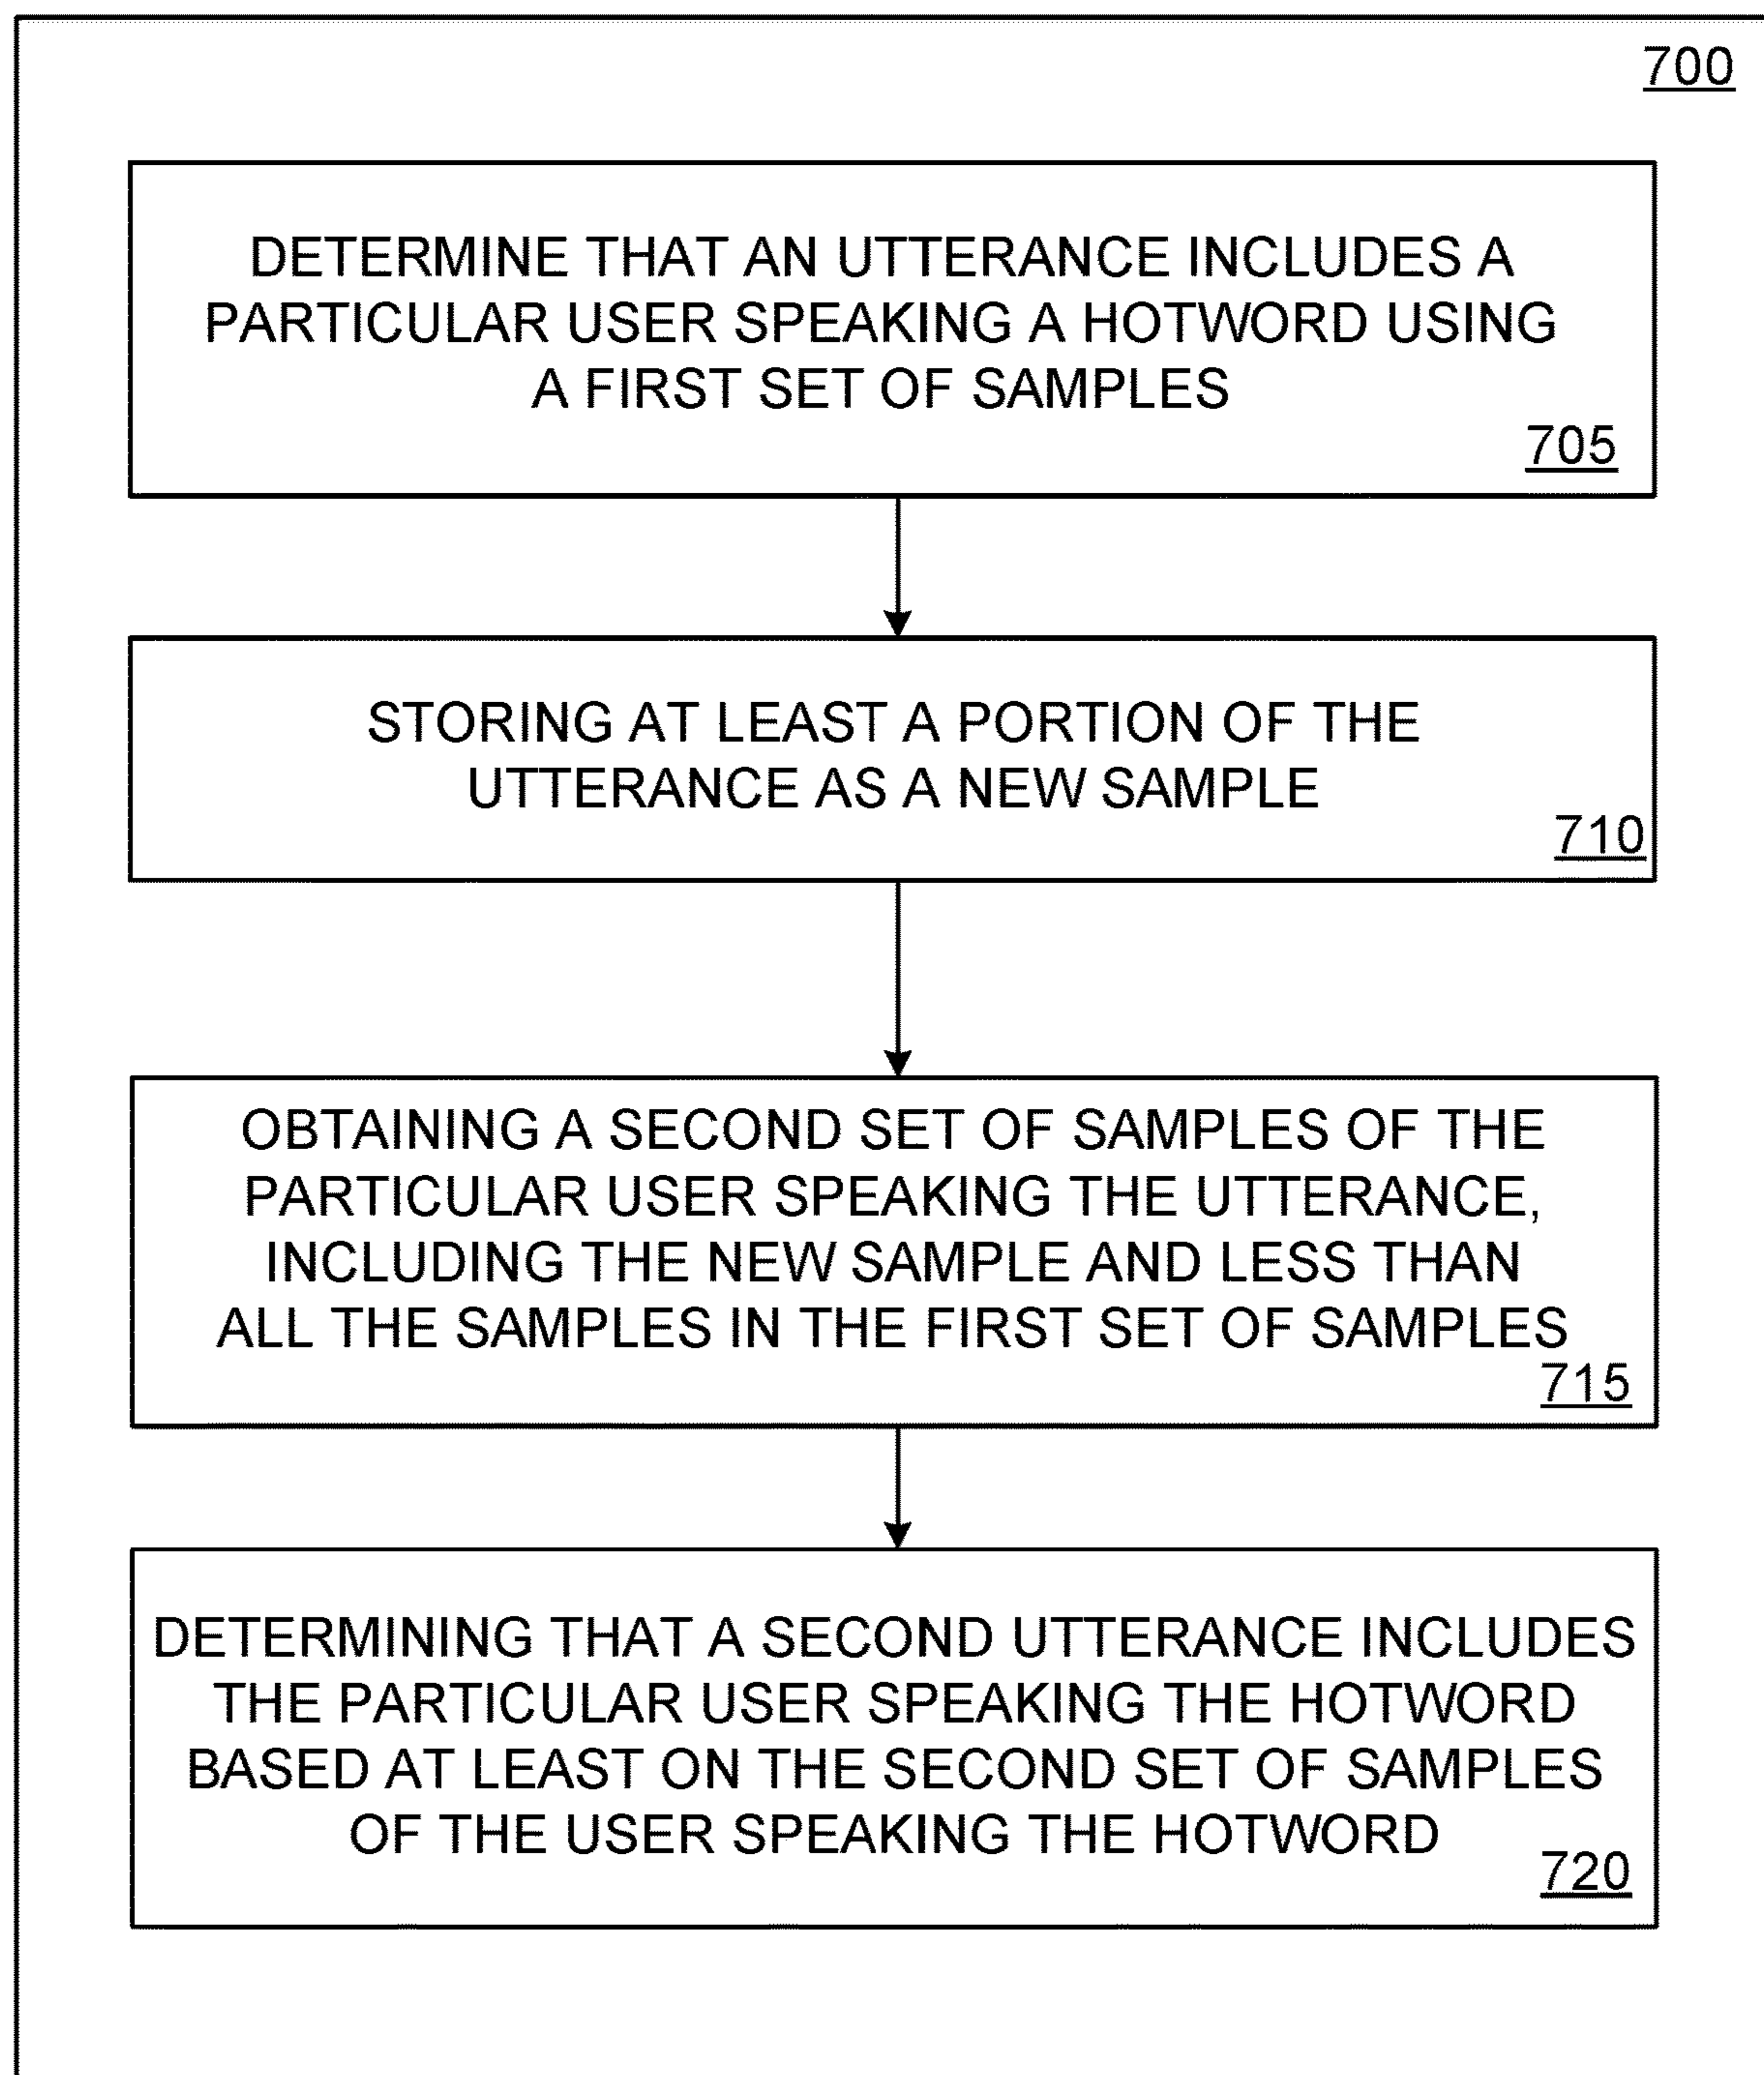 700
DETERMINE THAT AN UTTERANCE INCLUDES A
PARTICULAR USER SPEAKING A HOTWORD USING
A FIRST SET OF SAMPLES
705
STORING AT LEAST A PORTION OF THE
UTTERANCE AS A NEW SAMPLE
710
OBTAINING A SECOND SET OF SAMPLES OF THE
PARTICULAR USER SPEAKING THE UTTERANCE,
INCLUDING THE NEW SAMPLE AND LESS THAN
ALL THE SAMPLES IN THE FIRST SET OF SAMPLES
715
DETERMINING THAT A SECOND UTTERANCE INCLUDES
THE PARTICULAR USER SPEAKING THE HOTWORD
BASED AT LEAST ON THE SECOND SET OF SAMPLES
OF THE USER SPEAKING THE HOTWORD
720